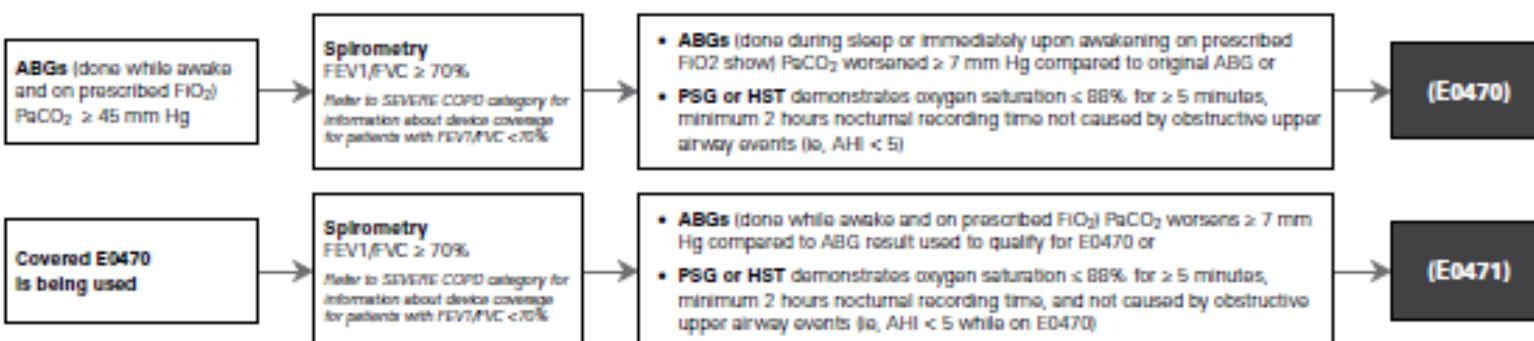 ABGs (done while awake
and on prescribed FiO₂)
PaCO₂ ≥ 45 mm Hg
Spirometry
FEV1/FVC ≥ 70%
Refer to SEVERE COPD category for
information about device coverage
for patients with FEV1/FVC <70%
• ABGs (done during sleep or immediately upon awakening on prescribed
FiO2 show) PaCO₂ worsened ≥ 7 mm Hg compared to original ABG or
• PSG or HST demonstrates oxygen saturation ≤ 88% for ≥ 5 minutes,
minimum 2 hours nocturnal recording time not caused by obstructive upper
airway events (ie, AHI < 5)
(E0470)
Covered E0470
is being used
Spirometry
FEV1/FVC ≥ 70%
Refer to SEVERE COPD category for
information about device coverage
for patients with FEV1/FVC <70%
• ABGs (done while awake and on prescribed FiO₂) PaCO₂ worsens ≥ 7 mm
Hg compared to ABG result used to qualify for E0470 or
• PSG or HST demonstrates oxygen saturation ≤ 88% for ≥ 5 minutes,
minimum 2 hours nocturnal recording time, and not caused by obstructive
upper airway events (ie, AHI < 5 while on E0470)
(E0471)